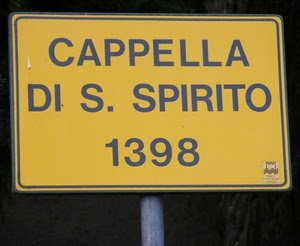 CAPPELLA
DI S. SPIRITO
1398